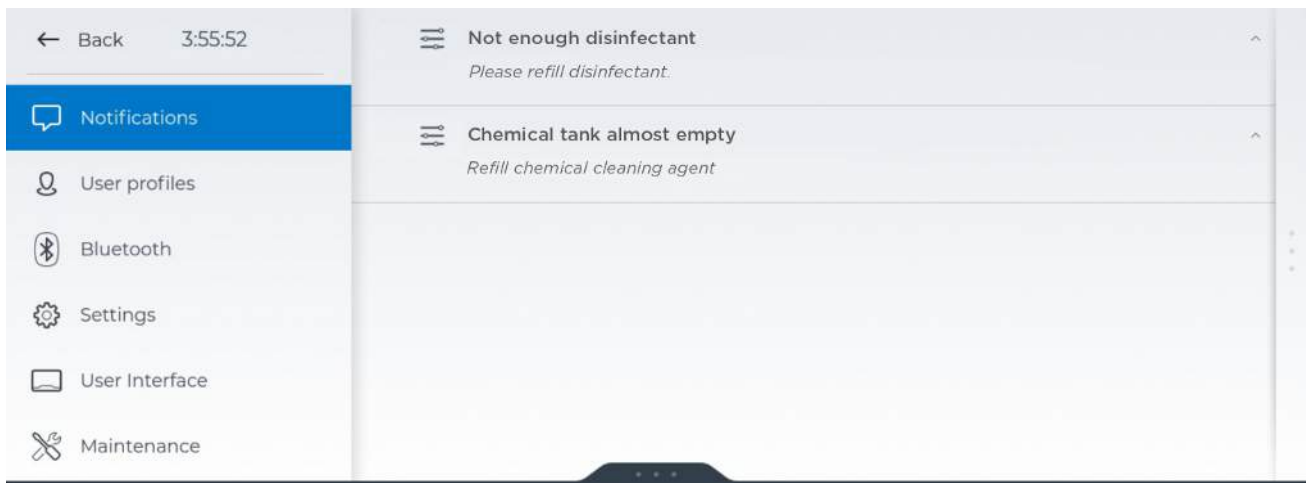 Back 3:55:52
Notifications
User profiles
Bluetooth
Settings
User Interface
Maintenance
Not enough disinfectant
Please refill disinfectant.
Chemical tank almost empty
Refill chemical cleaning agent